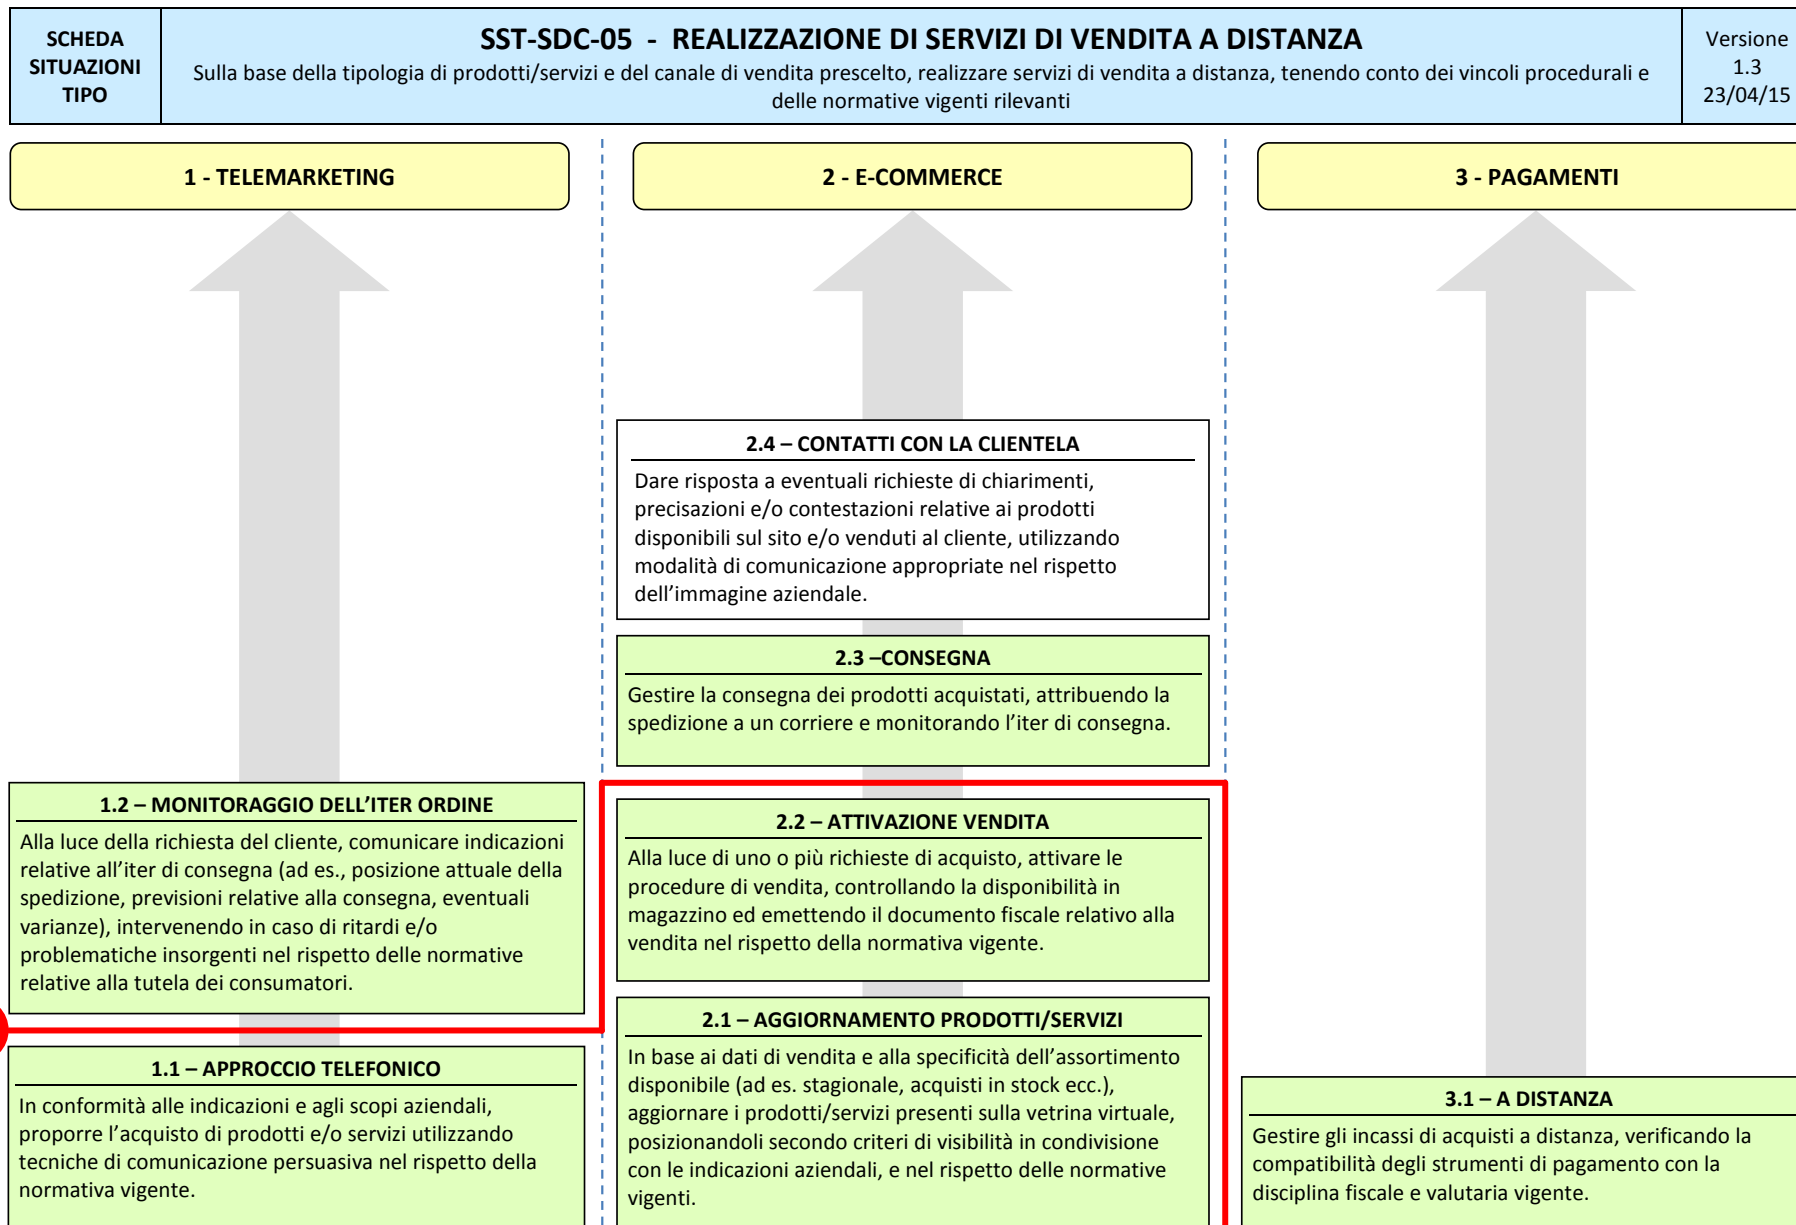 SCHEDA
SITUAZIONI
TIPO
SST-SDC-05 - REALIZZAZIONE DI SERVIZI DI VENDITA A DISTANZA
Sulla base della tipologia di prodotti/servizi e del canale di vendita prescelto, realizzare servizi di vendita a distanza, tenendo conto dei vincoli procedurali e
delle normative vigenti rilevanti
Versione
1.3
23/04/15
1 - TELEMARKETING
2 - E-COMMERCE
3 - PAGAMENTI
2.4 – CONTATTI CON LA CLIENTELA
Dare risposta a eventuali richieste di chiarimenti,
precisazioni e/o contestazioni relative ai prodotti
disponibili sul sito e/o venduti al cliente, utilizzando
modalità di comunicazione appropriate nel rispetto
dell’immagine aziendale.
2.3 –CONSEGNA
Gestire la consegna dei prodotti acquistati, attribuendo la
spedizione a un corriere e monitorando l’iter di consegna.
1.2 – MONITORAGGIO DELL’ITER ORDINE
Alla luce della richiesta del cliente, comunicare indicazioni
relative all’iter di consegna (ad es., posizione attuale della
spedizione, previsioni relative alla consegna, eventuali
varianze), intervenendo in caso di ritardi e/o
problematiche insorgenti nel rispetto delle normative
relative alla tutela dei consumatori.
2.2 – ATTIVAZIONE VENDITA
Alla luce di uno o più richieste di acquisto, attivare le
procedure di vendita, controllando la disponibilità in
magazzino ed emettendo il documento fiscale relativo alla
vendita nel rispetto della normativa vigente.
1.1 – APPROCCIO TELEFONICO
In conformità alle indicazioni e agli scopi aziendali,
proporre l’acquisto di prodotti e/o servizi utilizzando
tecniche di comunicazione persuasiva nel rispetto della
normativa vigente.
2.1 – AGGIORNAMENTO PRODOTTI/SERVIZI
In base ai dati di vendita e alla specificità dell’assortimento
disponibile (ad es. stagionale, acquisti in stock ecc.),
aggiornare i prodotti/servizi presenti sulla vetrina virtuale,
posizionandoli secondo criteri di visibilità in condivisione
con le indicazioni aziendali, e nel rispetto delle normative
vigenti.
3.1 – A DISTANZA
Gestire gli incassi di acquisti a distanza, verificando la
compatibilità degli strumenti di pagamento con la
disciplina fiscale e valutaria vigente.